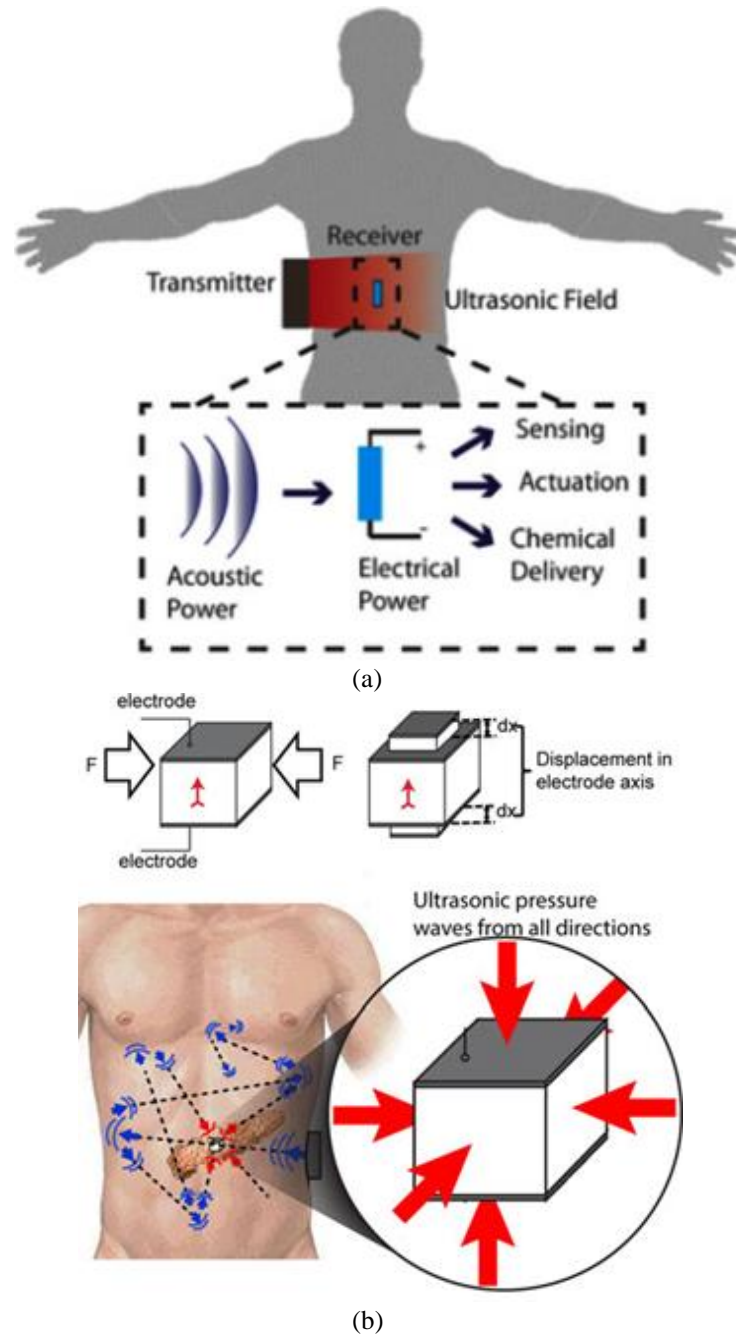 Receiver
Transmitter
Ultrasonic Field
+
-
Sensing
Actuation
Chemical
Delivery
Acoustic
Power
Electrical
Power
(a)
electrode
F
F
electrode
dx
dx
Displacement in
electrode axis
Ultrasonic pressure
waves from all directions
(b)